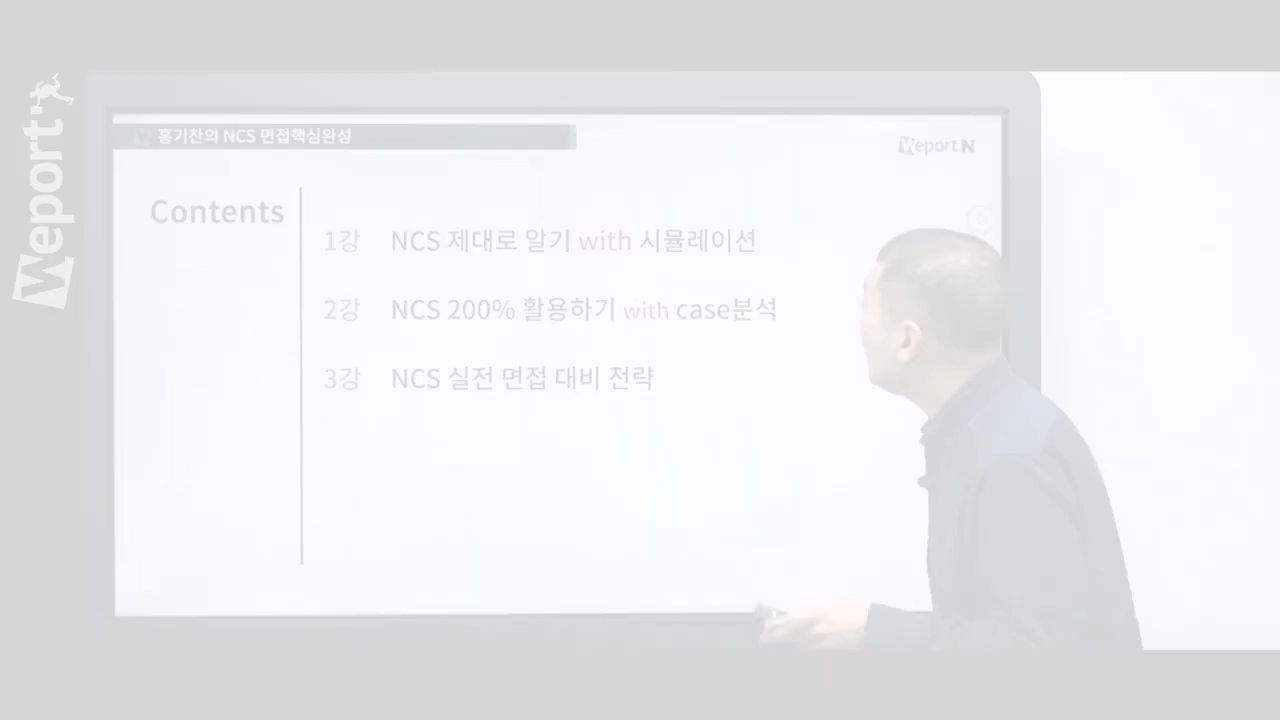 Weport
홍기찬의 NCS 면접핵심완성
Weport N
Contents
1강 NCS 제대로 알기 with 시뮬레이션
2강 NCS 200% 활용하기 with case분석
3강 NCS 실전 면접 대비 전략